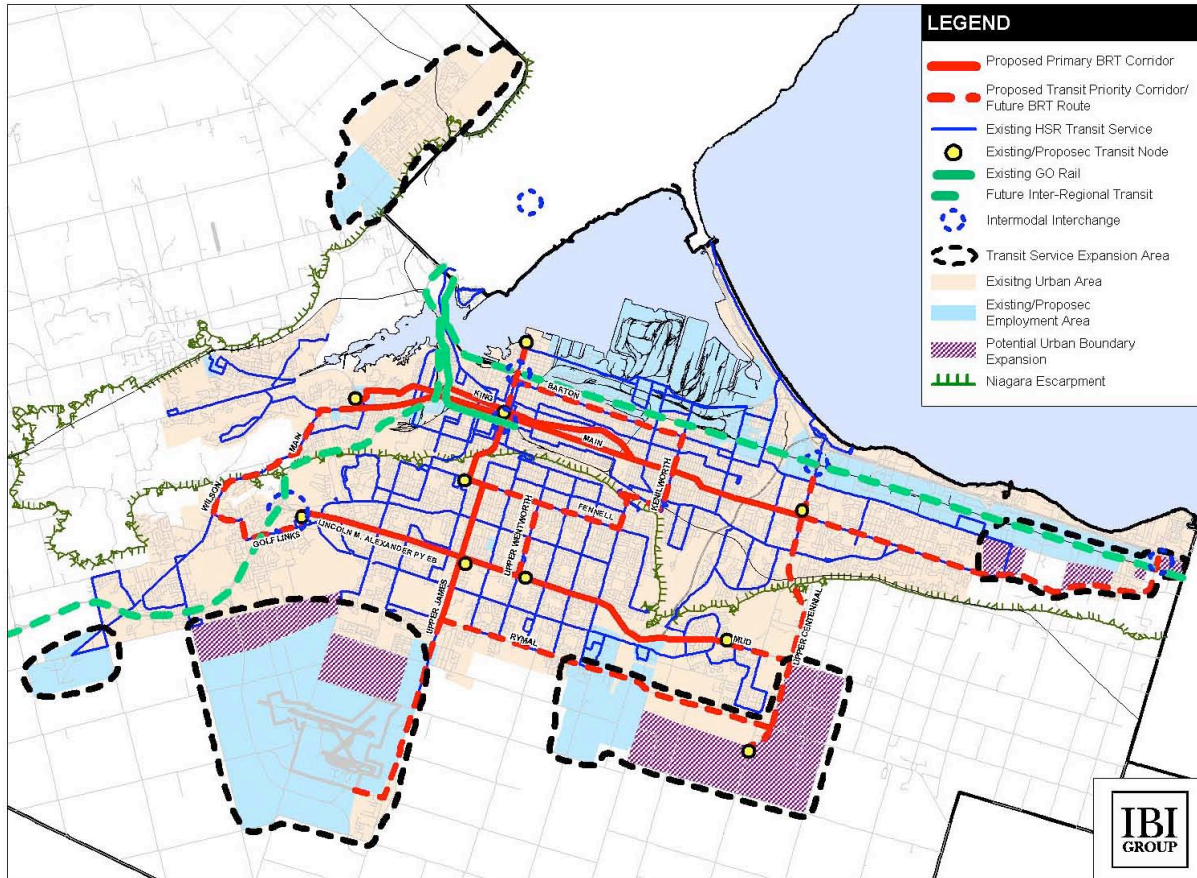 LEGEND
Proposed Primary BRT Corridor
Proposed Transit Priority Corridor/
Future BRT Route
Existing HSR Transit Service
Existing/Proposec Transit Node
Existing GO Rail
Future Inter-Regional Transit
Intermodal Interchange
Transit Service Expansion Area
Exisitng Urban Area
Existing/Proposec
Employment Area
Potential Urban Boundary
Expansion
Niagara Escarpment
KING
BARTON
MAIN
MAIN
KENILWORTH
WILSON
FENNELL
GOLF LINKS
LINCOLN M. ALEXANDER PY EB
UPPER WENTWORTH
UPPER JAMES
RYMAL
MUD
UPPER CENTENNIAL
IBI
GROUP